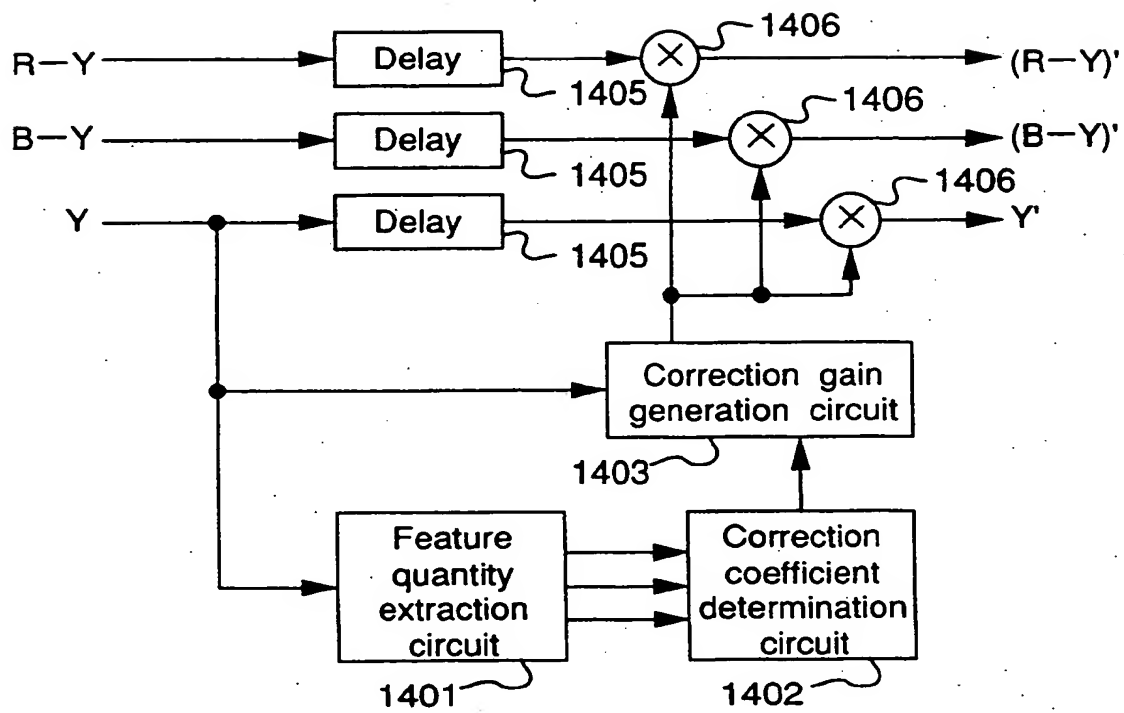 1406
R—Y
Delay
1405
(R—Y)'
1406
B—Y
Delay
1405
(B—Y)'
1406
Y
Delay
1405
Y'
Correction gain
generation circuit
1403
Feature
quantity
extraction
circuit
1401
Correction
coefficient
determination
circuit
1402